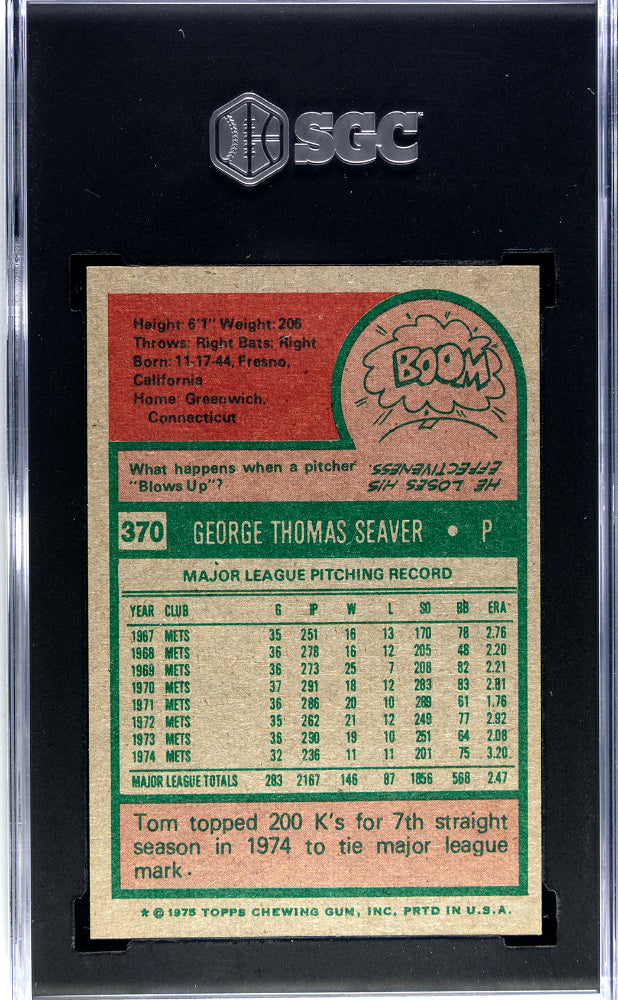 SGC
Height: 6'1" Weight: 206
Throws: Right Bats: Right
Born: 11-17-44, Fresno,
California
Home: Greenwich,
Connecticut
BOOM
What happens when a pitcher
"Blows Up"?
HE LOSES HIS
EFFECTIVENESS.
370 GEORGE THOMAS SEAVER • P
MAJOR LEAGUE PITCHING RECORD
YEAR CLUB G IP W L SO BB ERA
1967 METS 35 251 16 13 170 78 2.76
1968 METS 36 278 16 12 205 48 2.20
1969 METS 36 273 25 7 208 82 2.21
1970 METS 37 291 18 12 283 83 2.81
1971 METS 36 286 20 10 289 61 1.76
1972 METS 35 262 21 12 249 77 2.92
1973 METS 36 290 19 10 251 64 2.08
1974 METS 32 236 11 11 201 75 3.20
MAJOR LEAGUE TOTALS 283 2167 146 87 1856 568 2.47
Tom topped 200 K's for 7th straight
season in 1974 to tie major league
mark.
* © 1975 TOPPS CHEWING GUM, INC. PRTD IN U.S.A.